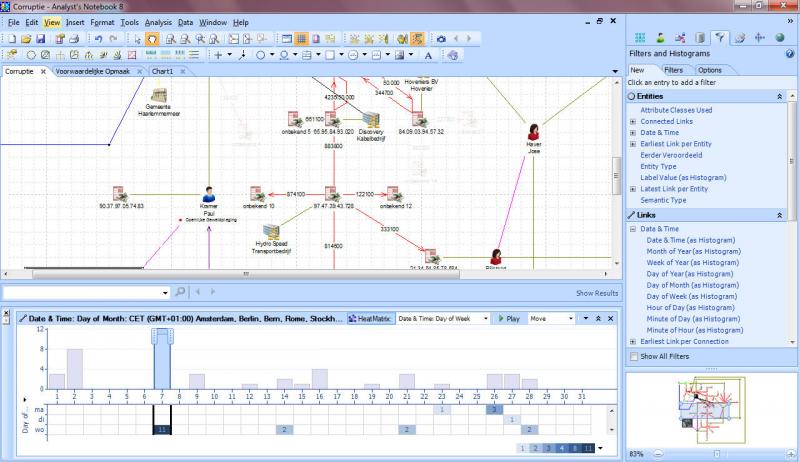 Corruptie - Analyst's Notebook 8
File Edit View Insert Format Tools Analysis Data Window Help
Corruptie Voorwaardelijke Opmaak Chart1
Gemeente
Haarlemmermeer
4235/50.000
50.000
344700
Hoveniers BV
Hovenier
661100
onbekend 5
65.95.84.93.020
Discovery
Kabelbedrijf
84.09.03.94.57.32
Haver
Jose
883800
90.37.97.05.74.83
Kramer
Paul
Openlijke Geweldpleging
874100
122100
onbekend 10
97.47.39.43.728
onbekend 12
Hydro Speed
Transportbedrijf
814600
333100
Show Results
Date & Time: Day of Month: CET (GMT+01:00) Amsterdam, Berlin, Bern, Rome, Stockh...
HeatMatrix: Date & Time: Day of Week
Play Move
12
8
4
0
1 2 3 4 5 6 7 8 9 10 11 12 13 14 15 16 17 18 19 20 21 22 23 24 25 26 27 28 29 30 31
Day of...
ma 1 3
di 1
wo 11 2 2 2
1 2 3 4 8 11
Filters and Histograms
New Filters Options
Click an entry to add a filter
Entities
Attribute Classes Used
Connected Links
Date & Time
Earliest Link per Entity
Eerder Veroordeeld
Entity Type
Label Value (as Histogram)
Latest Link per Entity
Semantic Type
Links
Date & Time
Date & Time (as Histogram)
Month of Year (as Histogram)
Week of Year (as Histogram)
Day of Year (as Histogram)
Day of Month (as Histogram)
Day of Week (as Histogram)
Hour of Day (as Histogram)
Minute of Day (as Histogram)
Minute of Hour (as Histogram)
Earliest Link per Connection
Show All Filters
83%